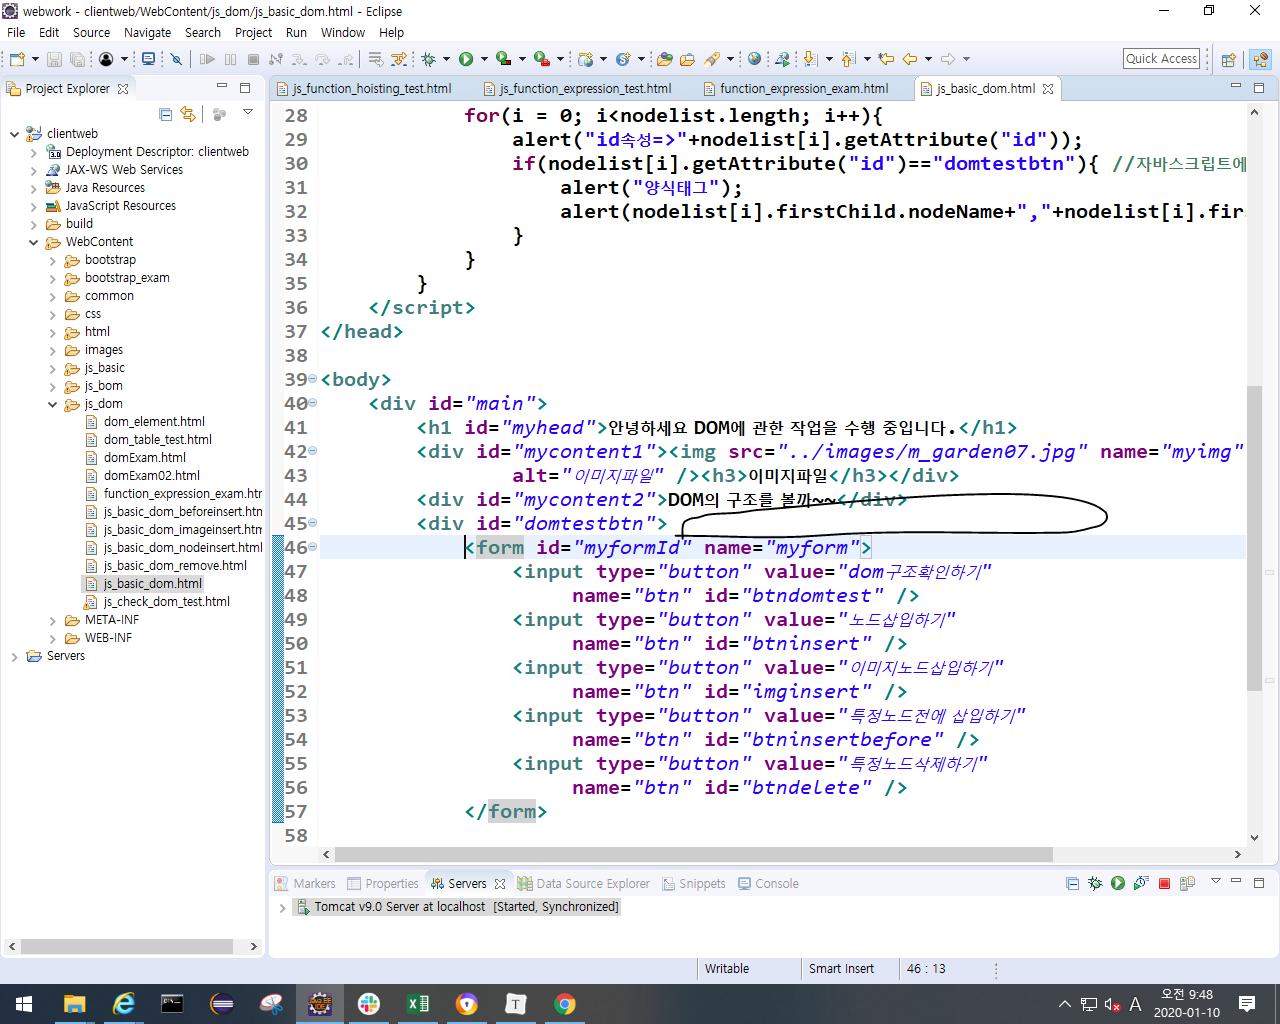 webwork - clientweb/WebContent/js_dom/js_basic_dom.html - Eclipse
File Edit Source Navigate Search Project Run Window Help
Quick Access
Project Explorer
js_function_hoisting_test.html js_function_expression_test.html function_expression_exam.html js_basic_dom.html
clientweb
Deployment Descriptor: clientweb
JAX-WS Web Services
Java Resources
JavaScript Resources
build
WebContent
bootstrap
bootstrap_exam
common
css
html
images
js_basic
js_bom
js_dom
dom_element.html
dom_table_test.html
domExam.html
domExam02.html
function_expression_exam.htr
js_basic_dom_beforeinsert.htm
js_basic_dom_imageinsert.htm
js_basic_dom_nodeinsert.html
js_basic_dom_remove.html
js_basic_dom.html
js_check_dom_test.html
META-INF
WEB-INF
Servers
28 for(i = 0; i<nodelist.length; i++){
29 alert("id속성=>"+nodelist[i].getAttribute("id"));
30 if(nodelist[i].getAttribute("id")=="domtestbtn"){ //자바스크립트에
31 alert("양식태그");
32 alert(nodelist[i].firstChild.nodeName+","+nodelist[i].firs
33 }
34 }
35 }
36 </script>
37 </head>
38
39 <body>
40 <div id="main">
41 <h1 id="myhead">안녕하세요 DOM에 관한 작업을 수행 중입니다.</h1>
42 <div id="mycontent1"><img src="../images/m_garden07.jpg" name="myimg"
43 alt="이미지파일" /><h3>이미지파일</h3></div>
44 <div id="mycontent2">DOM의 구조를 볼까~~</div>
45 <div id="domtestbtn">
46 <form id="myformId" name="myform">
47 <input type="button" value="dom구조확인하기"
48 name="btn" id="btndomtest" />
49 <input type="button" value="노드삽입하기"
50 name="btn" id="btninsert" />
51 <input type="button" value="이미지노드삽입하기"
52 name="btn" id="imginsert" />
53 <input type="button" value="특정노드전에 삽입하기"
54 name="btn" id="btninsertbefore" />
55 <input type="button" value="특정노드삭제하기"
56 name="btn" id="btndelete" />
57 </form>
58
Markers Properties Servers Data Source Explorer Snippets Console
Tomcat v9.0 Server at localhost [Started, Synchronized]
Writable Smart Insert 46 : 13
A 오전 9:48
2020-01-10